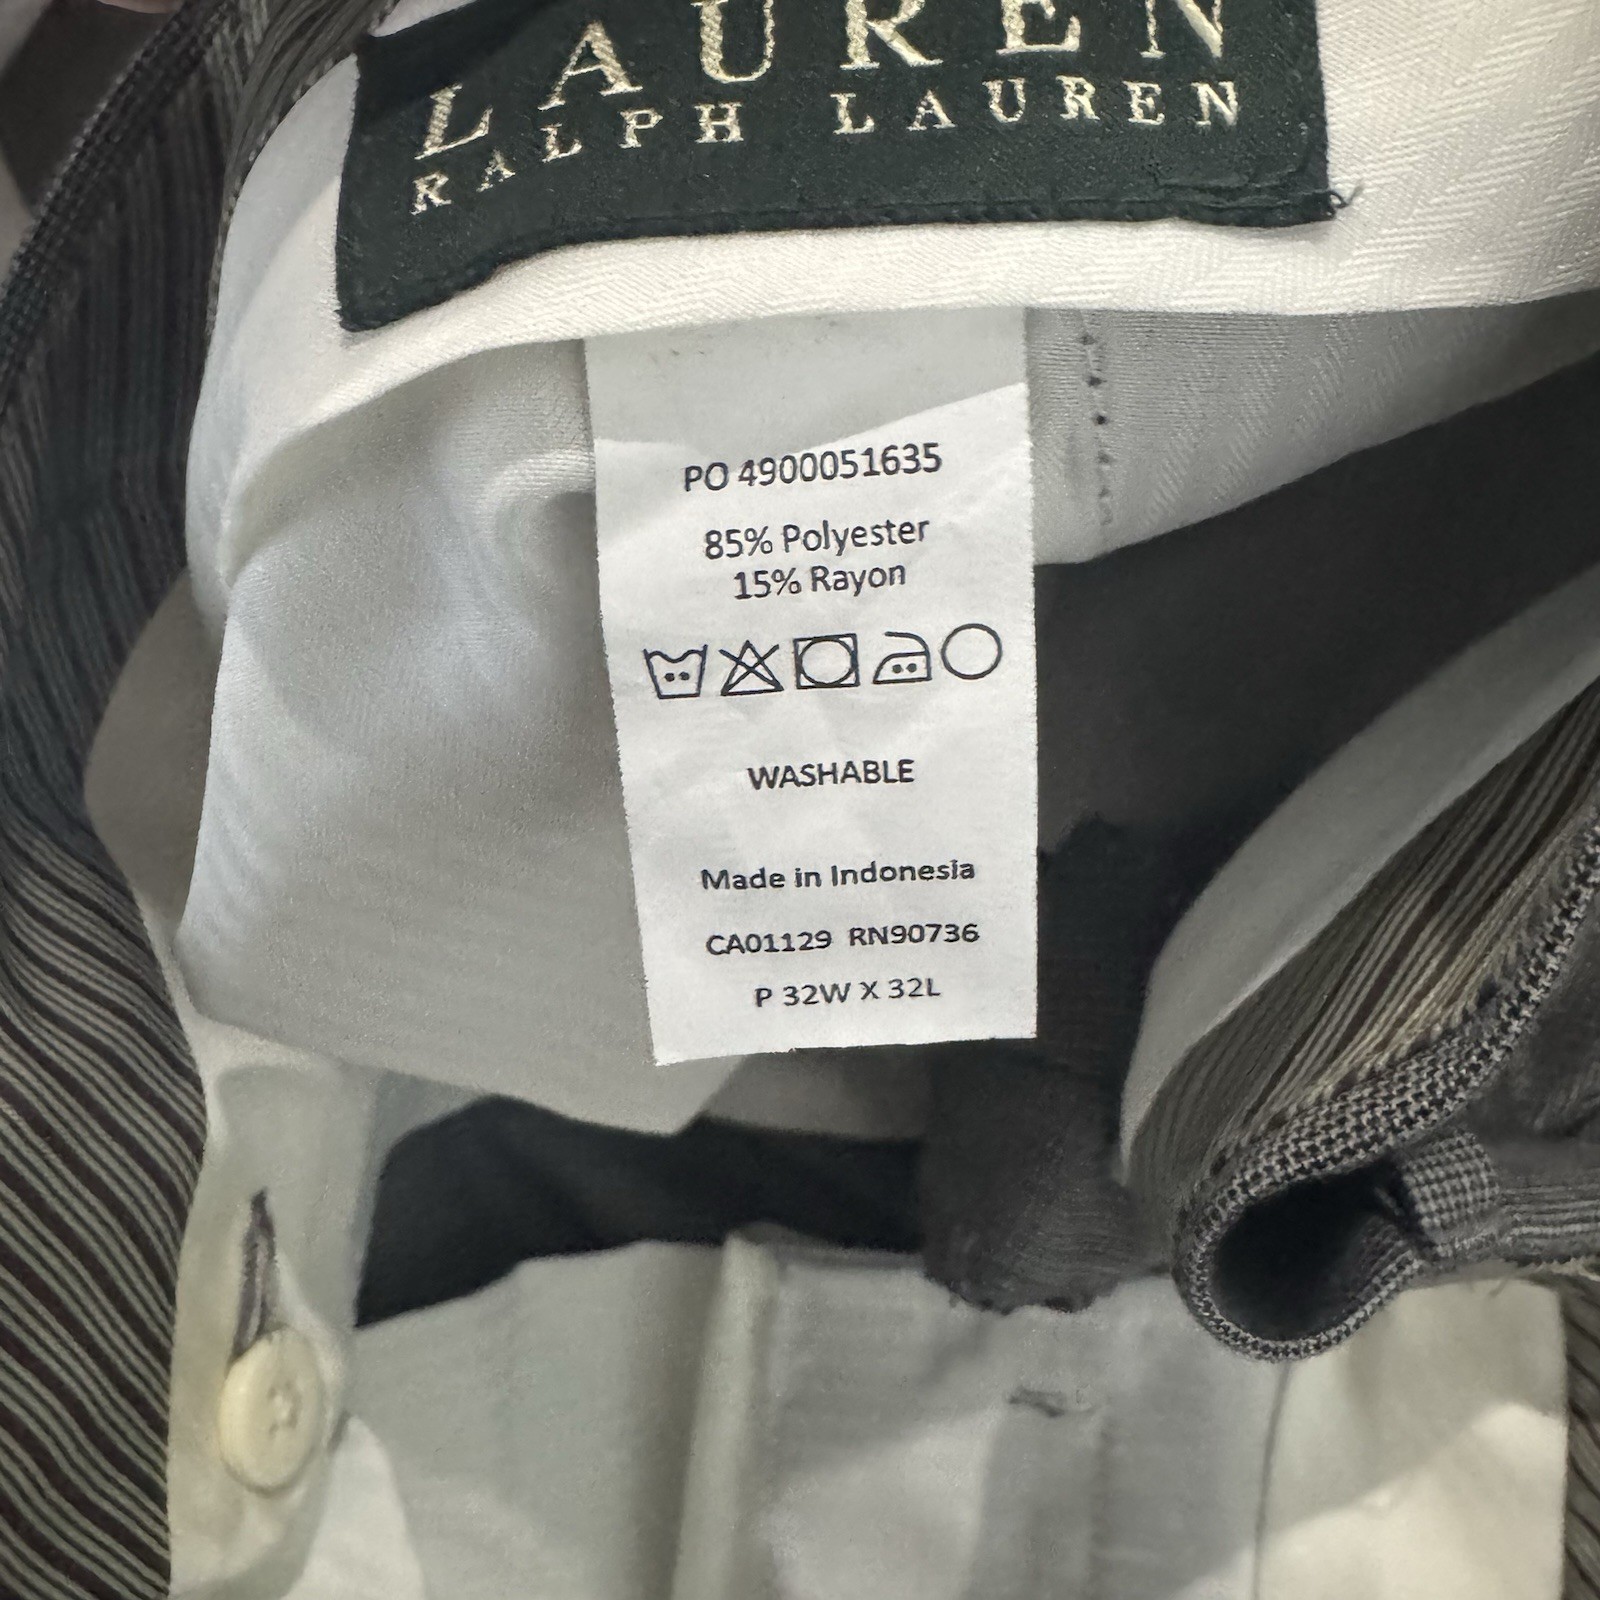 LAUREN
RALPH LAUREN
PO 4900051635
85% Polyester
15% Rayon
WASHABLE
Made in Indonesia
CA01129 RN90736
P 32W X 32L